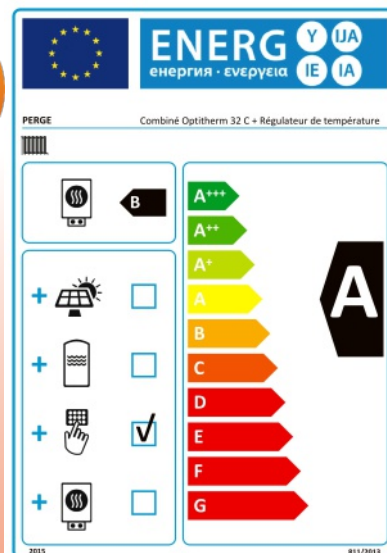 ENERG Y IJA
енергия · ενεργεια IE IA
PERGE Combiné Optitherm 32 C + Régulateur de température
B
A+++
A++
A+
A
B
C
D
E
F
G
A
+
+
+
+
2015 811/2013